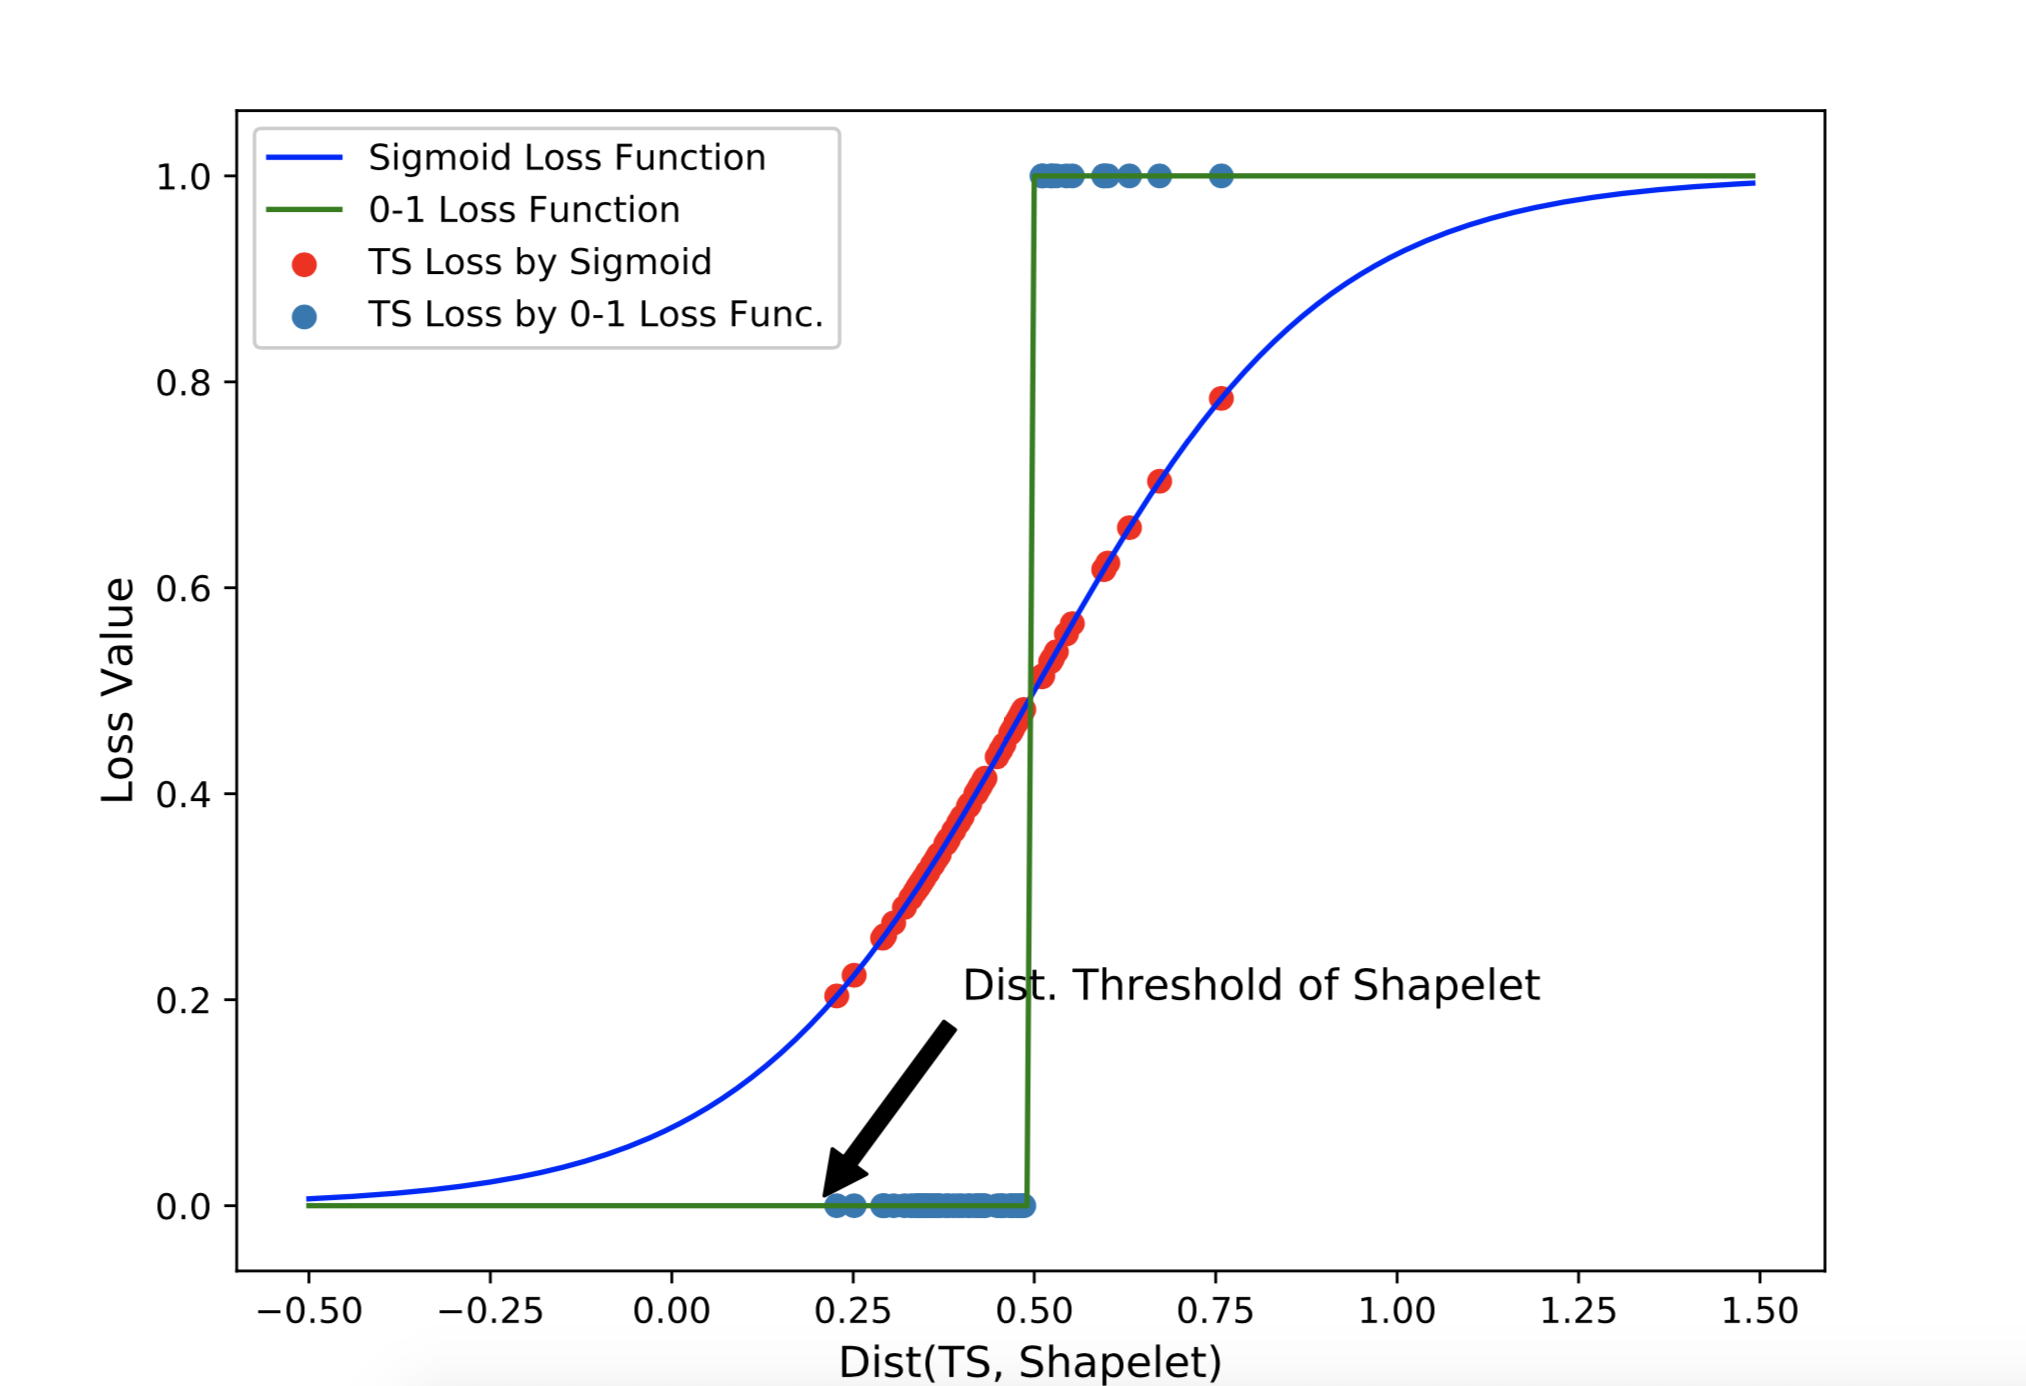 Sigmoid Loss Function
0-1 Loss Function
TS Loss by Sigmoid
TS Loss by 0-1 Loss Func.
1.0
0.8
0.6
0.4
0.2
0.0
Loss Value
Dist. Threshold of Shapelet
−0.50 −0.25 0.00 0.25 0.50 0.75 1.00 1.25 1.50
Dist(TS, Shapelet)